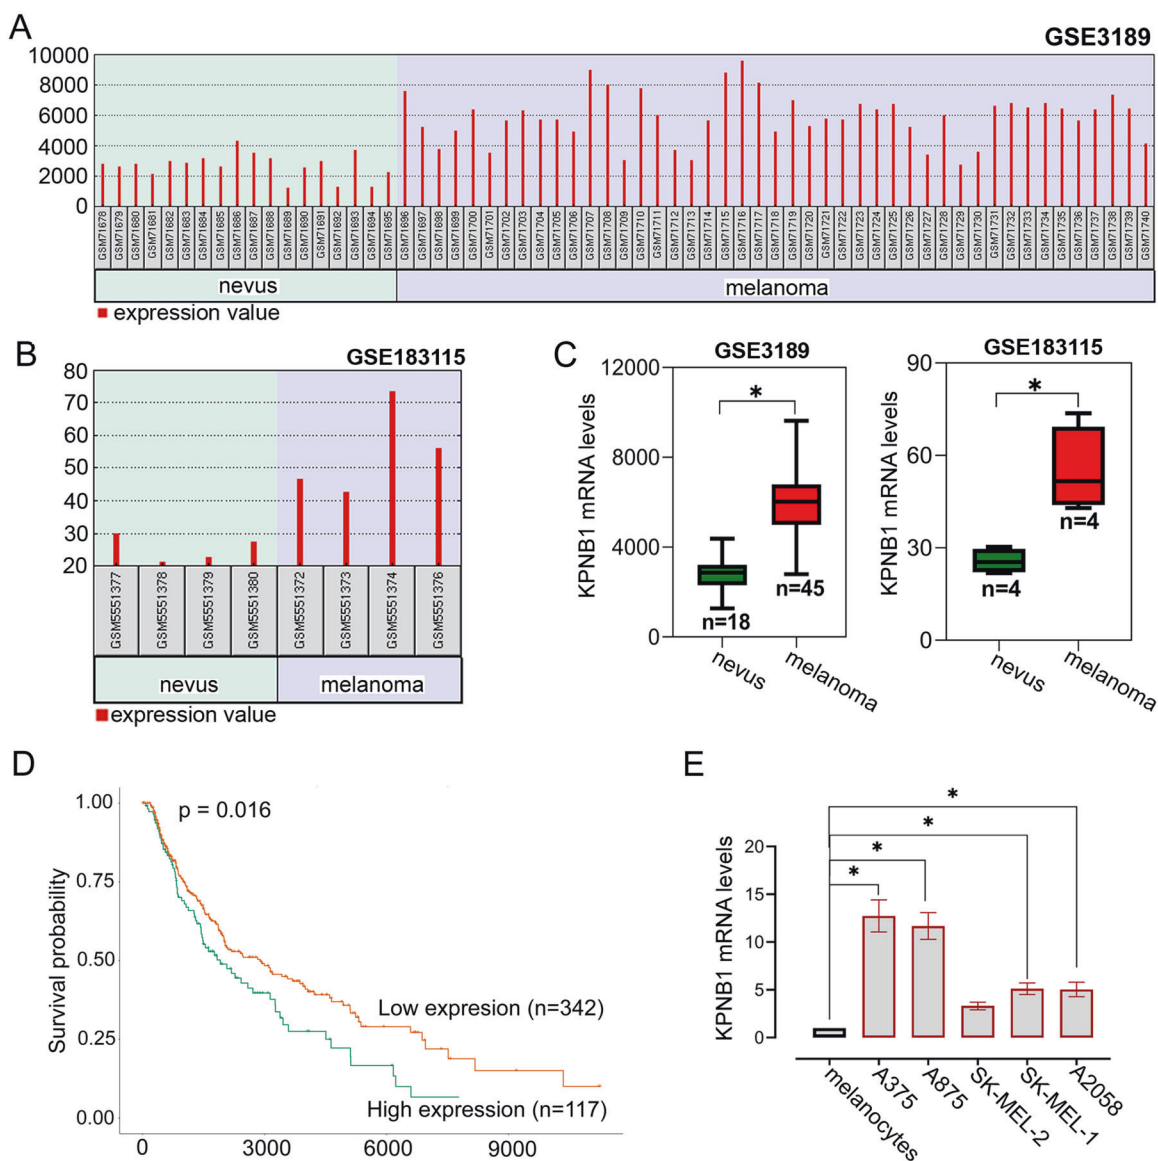 A
GSE3189
10000
8000
6000
4000
2000
0
GSM71678 GSM71679 GSM71680 GSM71681 GSM71682 GSM71683 GSM71684 GSM71685 GSM71686 GSM71687 GSM71688 GSM71689 GSM71690 GSM71691 GSM71692 GSM71693 GSM71694 GSM71695 GSM71696 GSM71697 GSM71698 GSM71699 GSM71700 GSM71701 GSM71702 GSM71703 GSM71704 GSM71705 GSM71706 GSM71707 GSM71708 GSM71709 GSM71710 GSM71711 GSM71712 GSM71713 GSM71714 GSM71715 GSM71716 GSM71717 GSM71718 GSM71719 GSM71720 GSM71721 GSM71722 GSM71723 GSM71724 GSM71725 GSM71726 GSM71727 GSM71728 GSM71729 GSM71730 GSM71731 GSM71732 GSM71733 GSM71734 GSM71735 GSM71736 GSM71737 GSM71738 GSM71739 GSM71740
nevus melanoma
expression value
B
GSE183115
80
70
60
50
40
30
20
GSM5551377 GSM5551378 GSM5551379 GSM5551380 GSM5551372 GSM5551373 GSM5551374 GSM5551376
nevus melanoma
expression value
C
GSE3189
KPNB1 mRNA levels
12000
8000
4000
0
*
n=18
n=45
nevus melanoma
GSE183115
KPNB1 mRNA levels
90
60
30
0
*
n=4
n=4
nevus melanoma
D
Survival probability
1.00
0.75
0.50
0.25
0.00
p = 0.016
Low expresion (n=342)
High expression (n=117)
0 3000 6000 9000
E
KPNB1 mRNA levels
20
15
10
5
0
*
*
*
*
melanocytes A375 A875 SK-MEL-2 SK-MEL-1 A2058